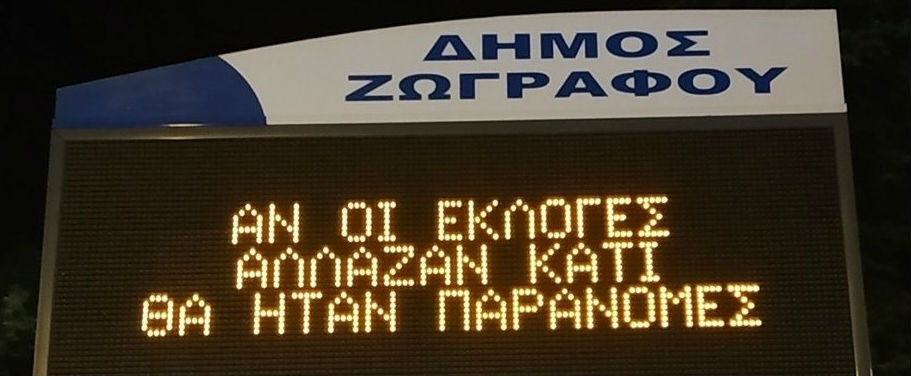 ΔΗΜΟΣ
ΖΩΓΡΑΦΟΥ
ΑΝ ΟΙ ΕΚΛΟΓΕΣ
ΑΛΛΑΖΑΝ ΚΑΤΙ
ΘΑ ΗΤΑΝ ΠΑΡΑΝΟΜΕΣ